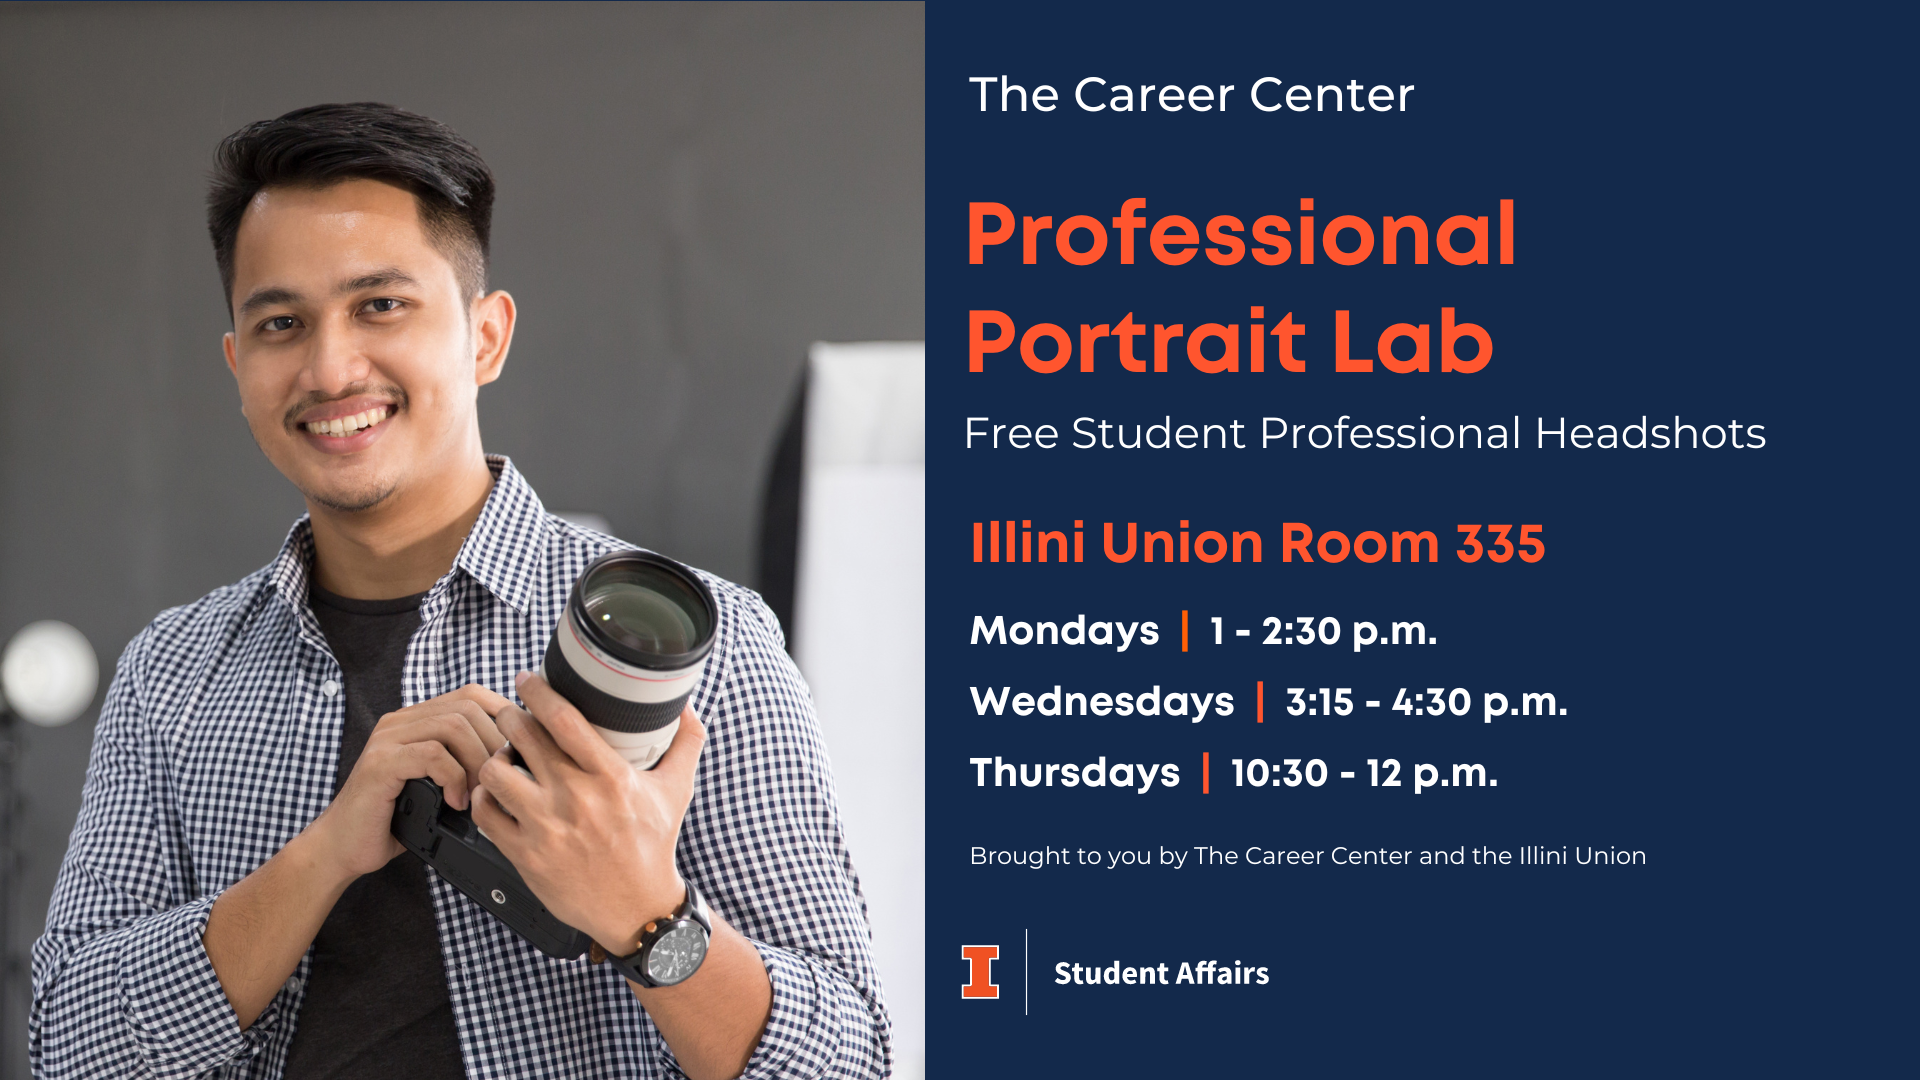 The Career Center
Professional
Portrait Lab
Free Student Professional Headshots
Illini Union Room 335
Mondays | 1 - 2:30 p.m.
Wednesdays | 3:15 - 4:30 p.m.
Thursdays | 10:30 - 12 p.m.
Brought to you by The Career Center and the Illini Union
I | Student Affairs